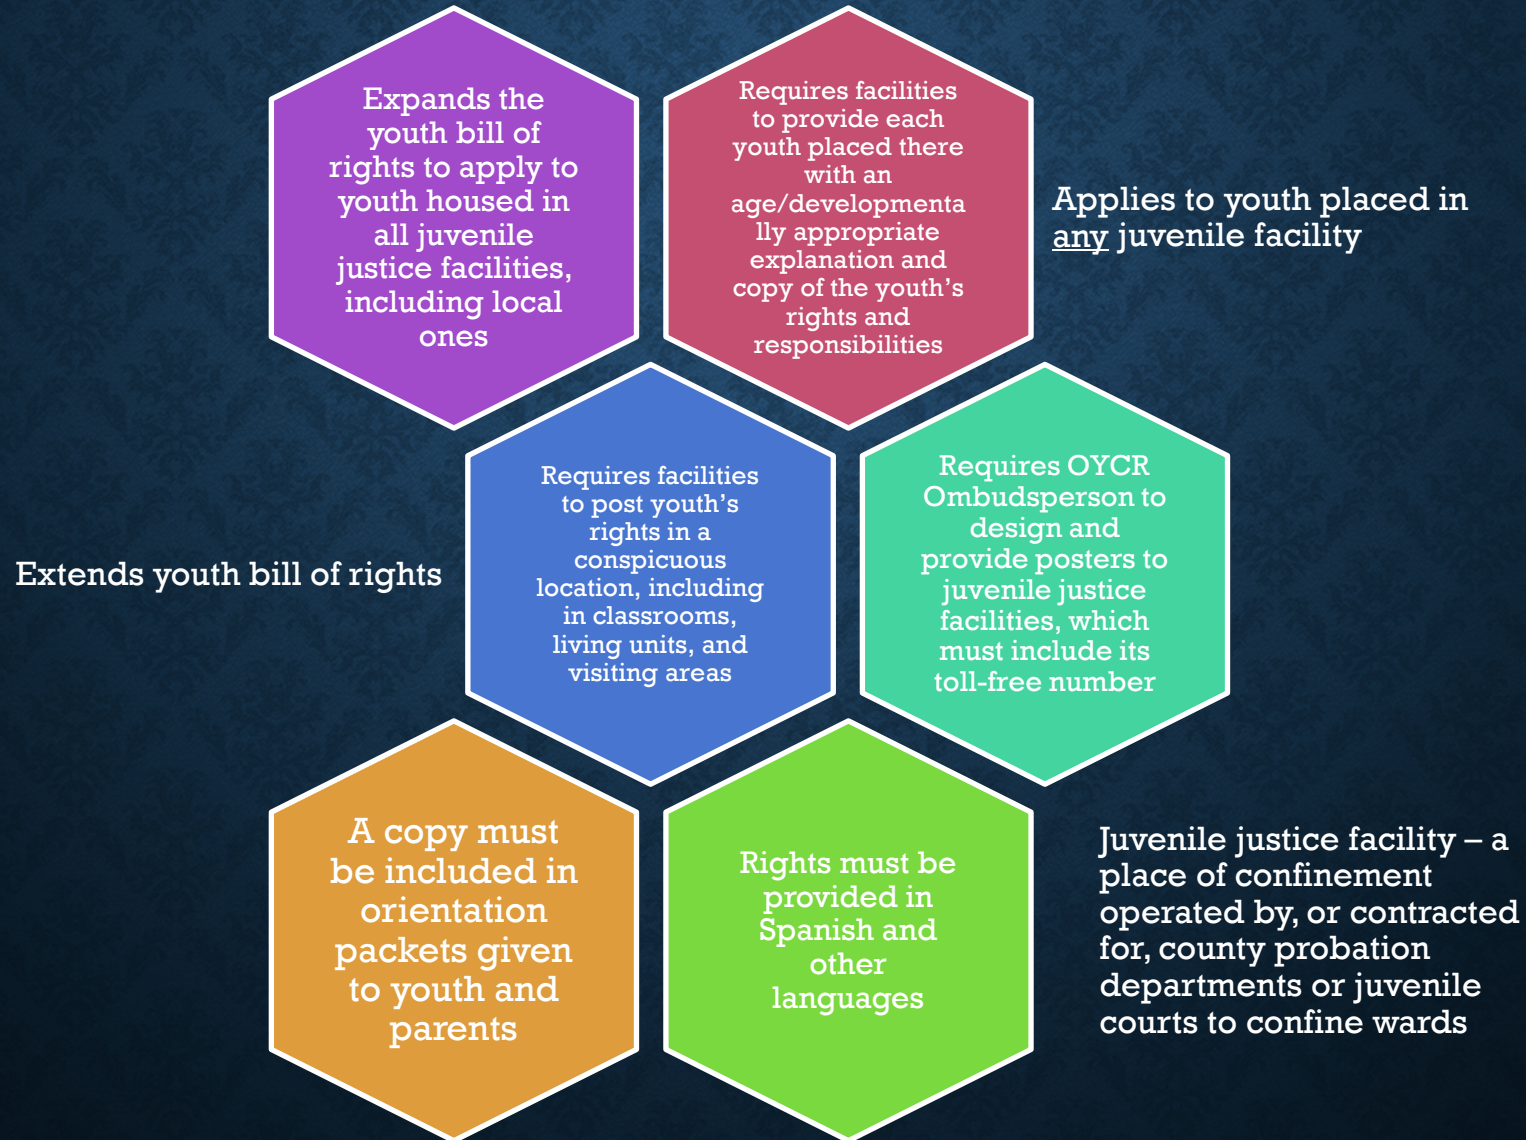 Expands the
youth bill of
rights to apply to
youth housed in
all juvenile
justice facilities,
including local
ones
Requires facilities
to provide each
youth placed there
with an
age/developmenta
lly appropriate
explanation and
copy of the youth’s
rights and
responsibilities
Applies to youth placed in
any juvenile facility
Extends youth bill of rights
Requires facilities
to post youth’s
rights in a
conspicuous
location, including
in classrooms,
living units, and
visiting areas
Requires OYCR
Ombudsperson to
design and
provide posters to
juvenile justice
facilities, which
must include its
toll-free number
A copy must
be included in
orientation
packets given
to youth and
parents
Rights must be
provided in
Spanish and
other
languages
Juvenile justice facility – a
place of confinement
operated by, or contracted
for, county probation
departments or juvenile
courts to confine wards